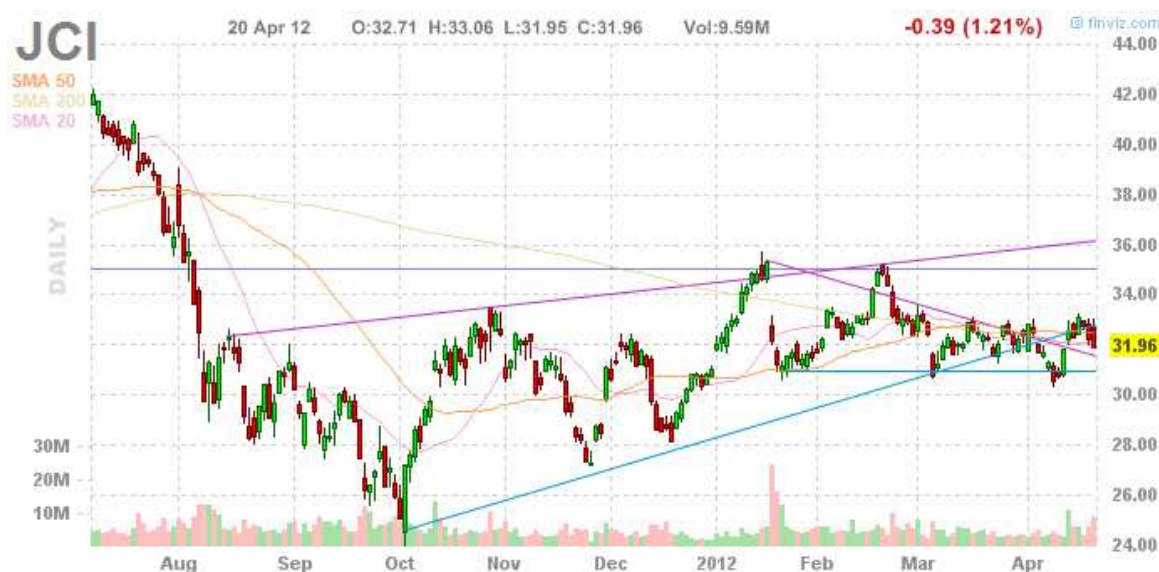 JCI
20 Apr 12 O:32.71 H:33.06 L:31.95 C:31.96 Vol:9.59M -0.39 (1.21%) © finviz.com
SMA 50
SMA 200
SMA 20
DAILY
44.00
42.00
40.00
38.00
36.00
34.00
31.96
30.00
28.00
26.00
24.00
30M
20M
10M
Aug Sep Oct Nov Dec 2012 Feb Mar Apr